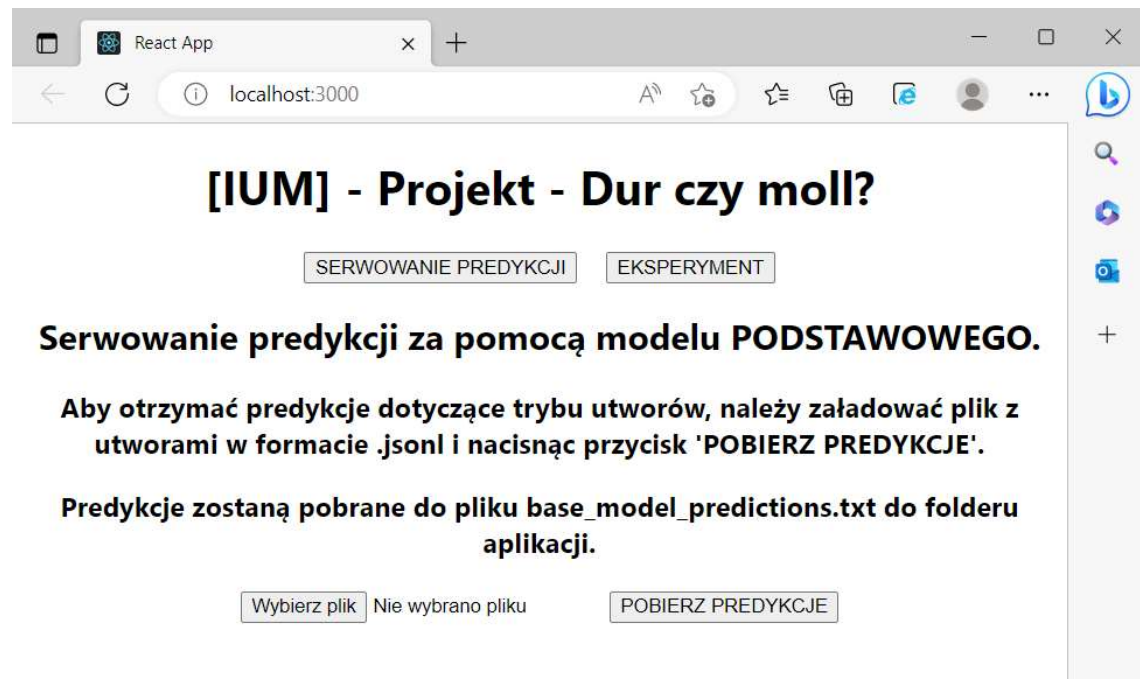 React App
localhost:3000
[IUM] - Projekt - Dur czy moll?
SERWOWANIE PREDYKCJI EKSPERYMENT
Serwowanie predykcji za pomocą modelu PODSTAWOWEGO.
Aby otrzymać predykcje dotyczące trybu utworów, należy załadować plik z
utworami w formacie .jsonl i nacisnąc przycisk 'POBIERZ PREDYKCJE'.
Predykcje zostaną pobrane do pliku base_model_predictions.txt do folderu
aplikacji.
Wybierz plik Nie wybrano pliku POBIERZ PREDYKCJE